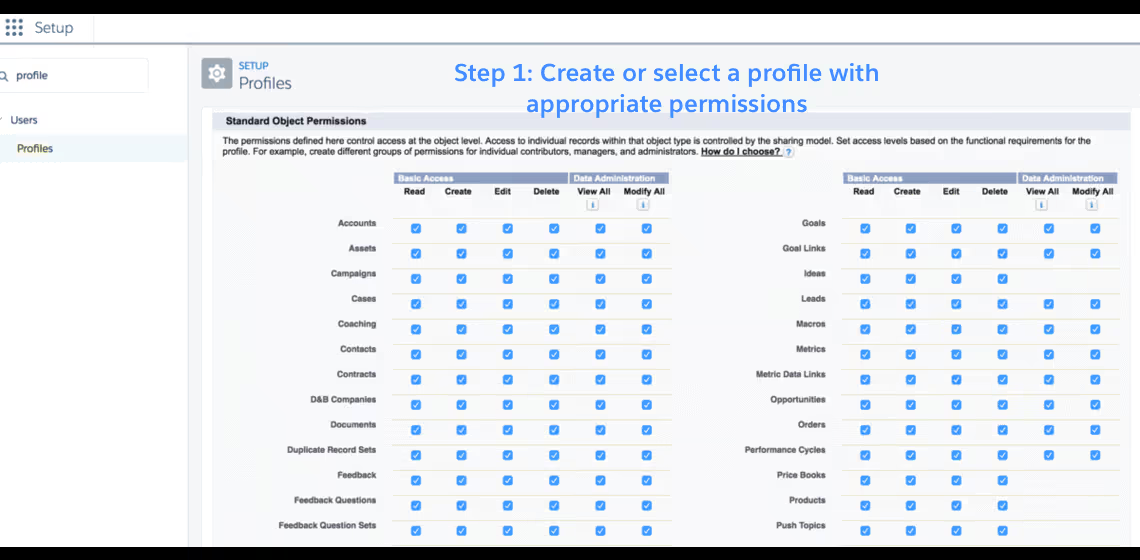 Setup
profile
Users
Profiles
SETUP
Profiles
Step 1: Create or select a profile with
appropriate permissions
Standard Object Permissions
The permissions defined here control access at the object level. Access to individual records within that object type is controlled by the sharing model. Set access levels based on the functional requirements for the
profile. For example, create different groups of permissions for individual contributors, managers, and administrators. How do I choose? ?
Basic Access Data Administration
Read Create Edit Delete View All Modify All
i i
Accounts
Assets
Campaigns
Cases
Coaching
Contacts
Contracts
D&B Companies
Documents
Duplicate Record Sets
Feedback
Feedback Questions
Feedback Question Sets
Basic Access Data Administration
Read Create Edit Delete View All Modify All
i i
Goals
Goal Links
Ideas
Leads
Macros
Metrics
Metric Data Links
Opportunities
Orders
Performance Cycles
Price Books
Products
Push Topics